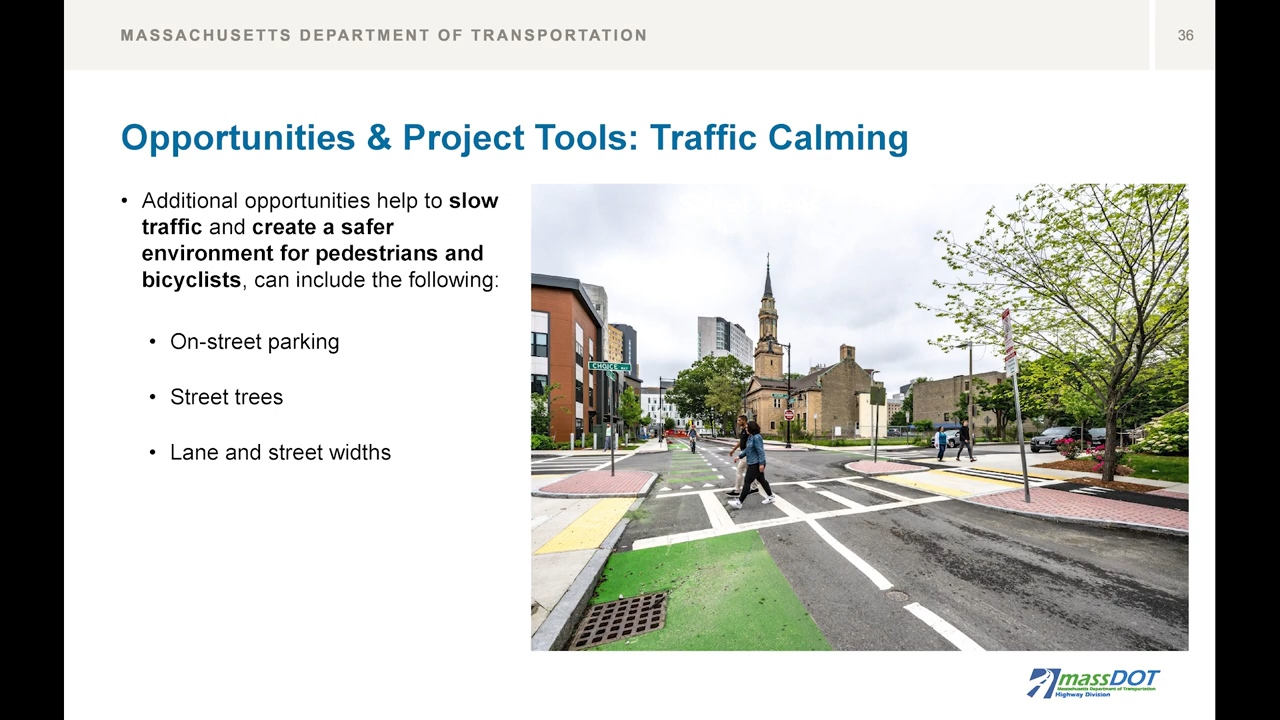 MASSACHUSETTS DEPARTMENT OF TRANSPORTATION
36
Opportunities & Project Tools: Traffic Calming
• Additional opportunities help to slow
traffic and create a safer
environment for pedestrians and
bicyclists, can include the following:
• On-street parking
• Street trees
• Lane and street widths
CHOICE WAY
massDOT
Massachusetts Department of Transportation
Highway Division